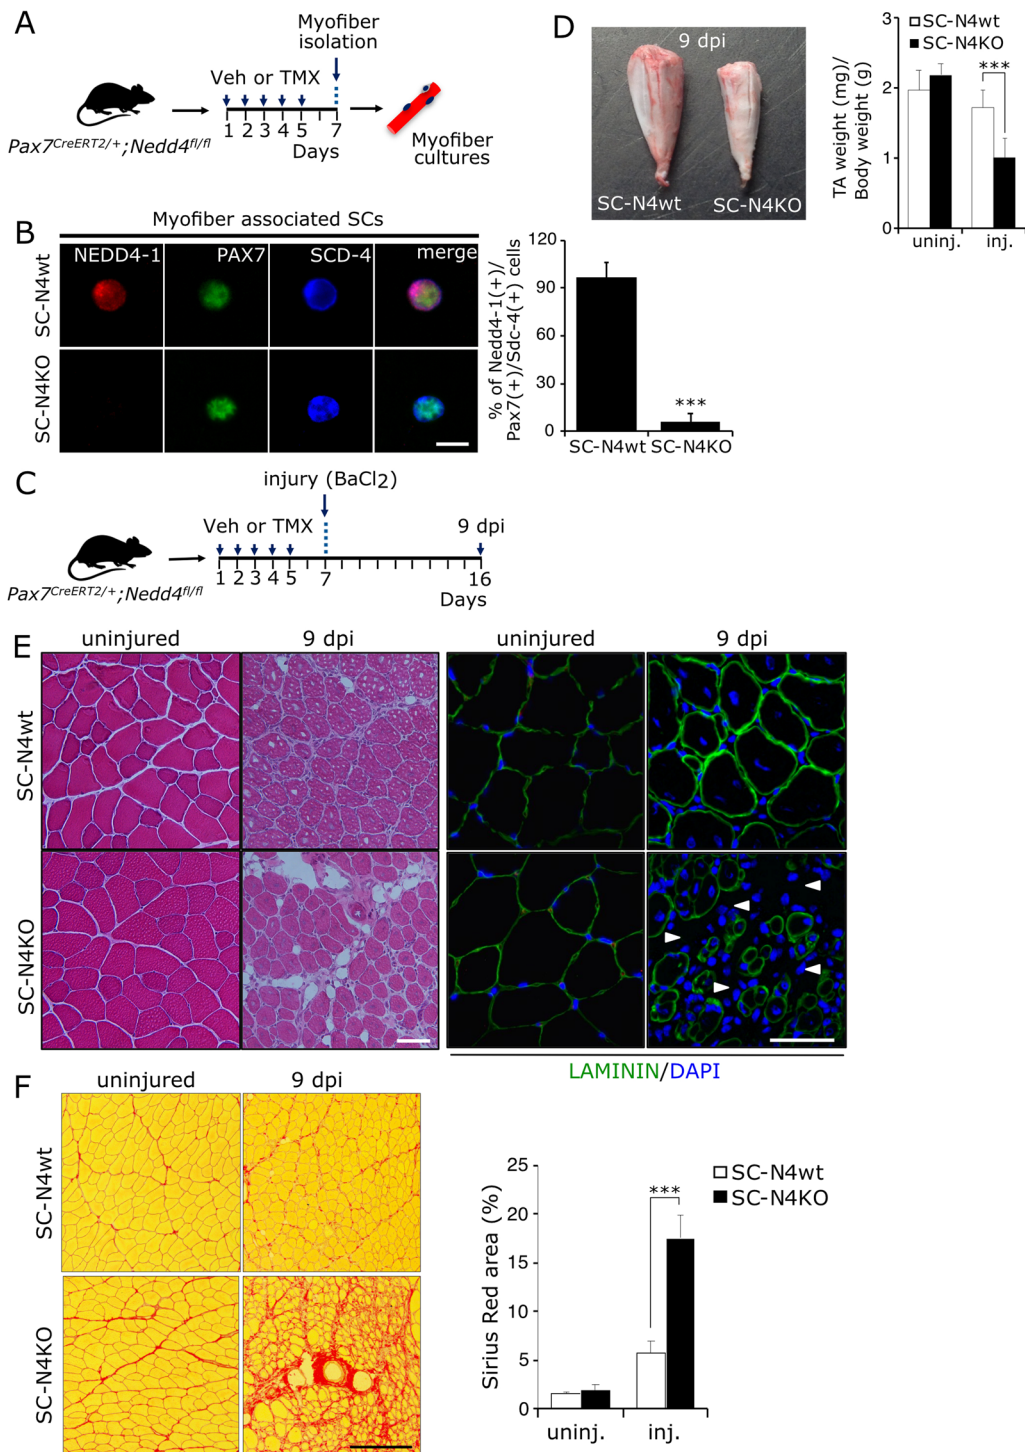 A
Myofiber
isolation
Veh or TMX
1 2 3 4 5 7
Days
Pax7CreERT2/+;Nedd4fl/fl
Myofiber
cultures
D
9 dpi
SC-N4wt SC-N4KO
TA weight (mg)/
Body weight (g)
3
2
1
0
SC-N4wt
SC-N4KO
***
uninj. inj.
B
Myofiber associated SCs
NEDD4-1 PAX7 SCD-4 merge
SC-N4wt
SC-N4KO
% of Nedd4-1(+)/
Pax7(+)/Sdc-4(+) cells
120
90
60
30
0
***
SC-N4wt SC-N4KO
C
injury (BaCl2)
Veh or TMX
9 dpi
1 2 3 4 5 7 16
Days
Pax7CreERT2/+;Nedd4fl/fl
E
uninjured 9 dpi uninjured 9 dpi
SC-N4wt
SC-N4KO
LAMININ/DAPI
F
uninjured 9 dpi
SC-N4wt
SC-N4KO
Sirius Red area (%)
25
20
15
10
5
0
SC-N4wt
SC-N4KO
***
uninj. inj.